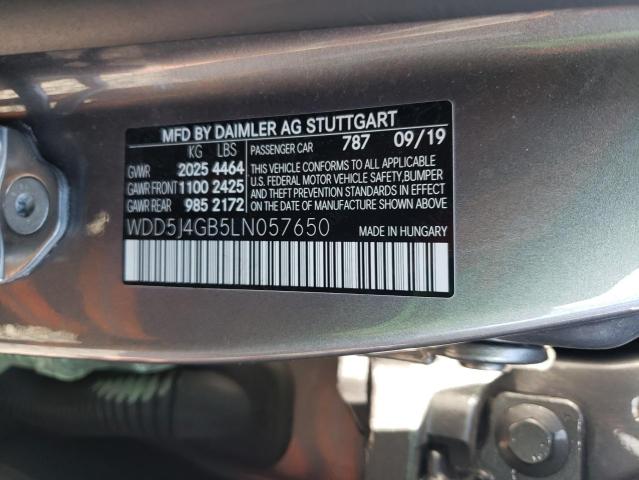 MFD BY DAIMLER AG STUTTGART
KG LBS
GVWR 2025 4464
GAWR FRONT 1100 2425
GAWR REAR 985 2172
PASSENGER CAR 787 09/19
THIS VEHICLE CONFORMS TO ALL APPLICABLE
U.S. FEDERAL MOTOR VEHICLE SAFETY,BUMPER
AND THEFT PREVENTION STANDARDS IN EFFECT
ON THE DATE OF MANUFACTURE SHOWN ABOVE.
WDD5J4GB5LN057650 MADE IN HUNGARY